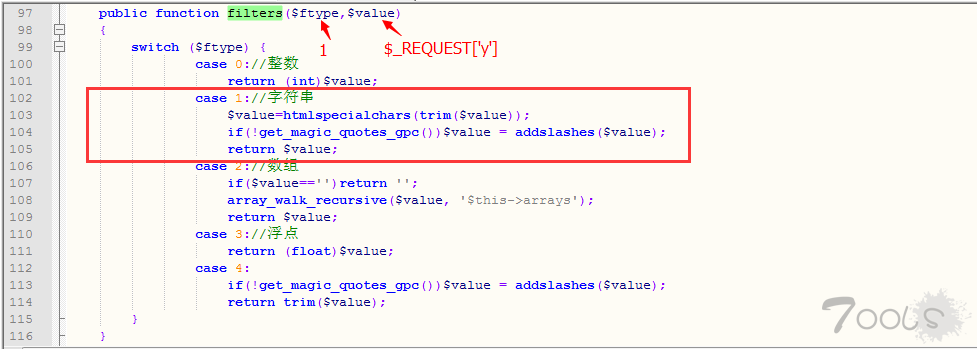 97 public function filters($ftype,$value)
98 {
99 switch ($ftype) {
1 $_REQUEST['y']
100 case 0://整数
101 return (int)$value;
102 case 1://字符串
103 $value=htmlspecialchars(trim($value));
104 if(!get_magic_quotes_gpc())$value = addslashes($value);
105 return $value;
106 case 2://数组
107 if($value=='')return '';
108 array_walk_recursive($value, '$this->arrays');
109 return $value;
110 case 3://浮点
111 return (float)$value;
112 case 4:
113 if(!get_magic_quotes_gpc())$value = addslashes($value);
114 return trim($value);
115 }
116 }
Tools